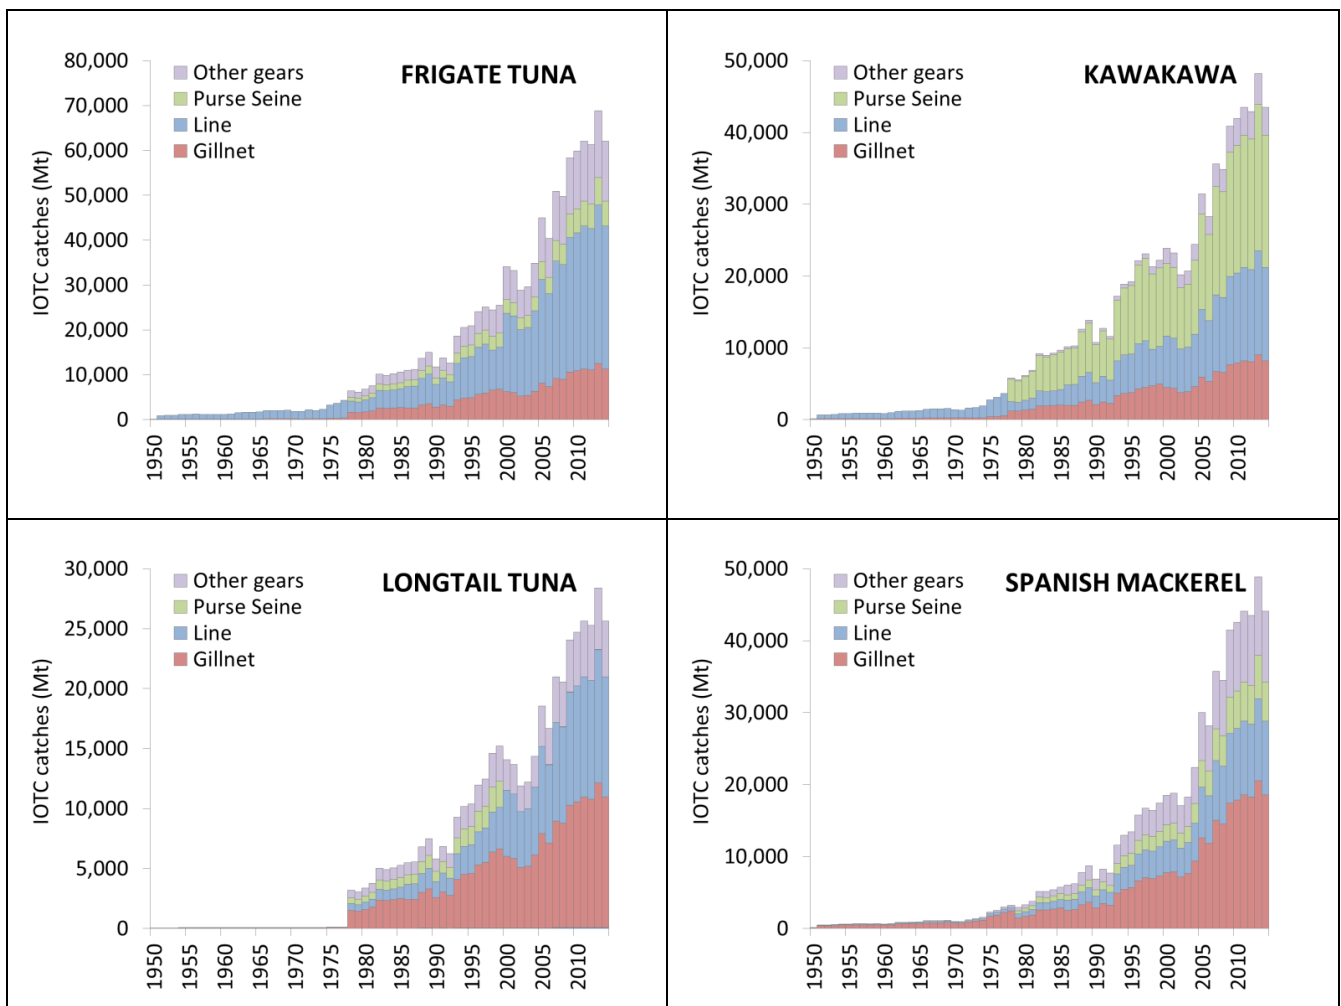 FRIGATE TUNA
Other gears
Purse Seine
Line
Gillnet
IOTC catches (Mt)
80,000
70,000
60,000
50,000
40,000
30,000
20,000
10,000
0
1950 1955 1960 1965 1970 1975 1980 1985 1990 1995 2000 2005 2010
KAWAKAWA
Other gears
Purse Seine
Line
Gillnet
IOTC catches (Mt)
50,000
40,000
30,000
20,000
10,000
0
1950 1955 1960 1965 1970 1975 1980 1985 1990 1995 2000 2005 2010
LONGTAIL TUNA
Other gears
Purse Seine
Line
Gillnet
IOTC catches (Mt)
30,000
25,000
20,000
15,000
10,000
5,000
0
1950 1955 1960 1965 1970 1975 1980 1985 1990 1995 2000 2005 2010
SPANISH MACKEREL
Other gears
Purse Seine
Line
Gillnet
IOTC catches (Mt)
50,000
40,000
30,000
20,000
10,000
0
1950 1955 1960 1965 1970 1975 1980 1985 1990 1995 2000 2005 2010